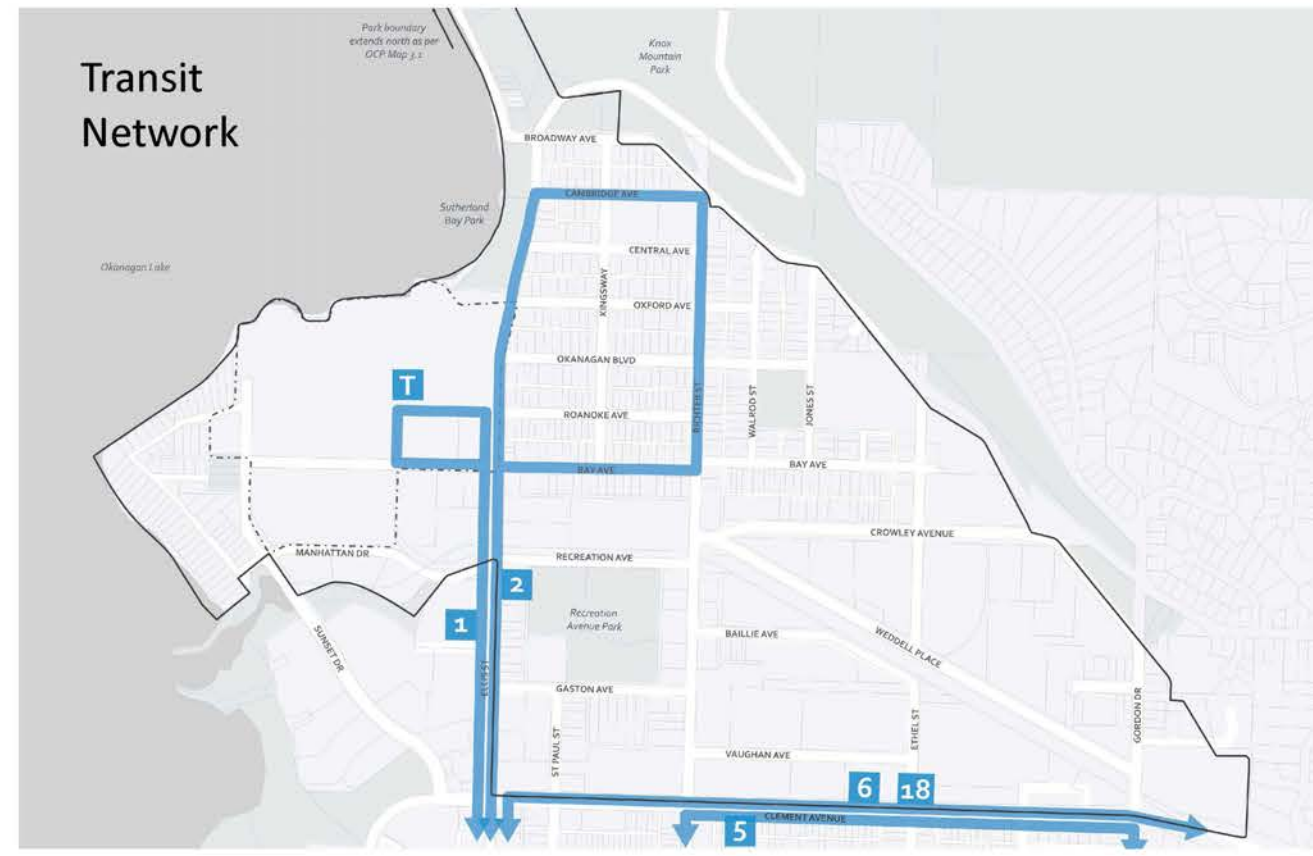 Transit
Network
Park boundary
extends north as per
OCP Map 3.1
Knox
Mountain
Park
BROADWAY AVE
CAMBRIDGE AVE
Sutherland
Bay Park
CENTRAL AVE
Okanagan Lake
KINGSWAY
OXFORD AVE
OKANAGAN BLVD
T
ROANOKE AVE
RICHTER ST
WALROD ST
JONES ST
BAY AVE
BAY AVE
CROWLEY AVENUE
MANHATTAN DR
RECREATION AVE
2
1
Recreation
Avenue Park
SUNSET DR
BAILLIE AVE
WEDDELL PLACE
ELLIS ST
GASTON AVE
ST PAUL ST
ETHEL ST
GORDON DR
VAUGHAN AVE
6
18
5
CLEMENT AVENUE